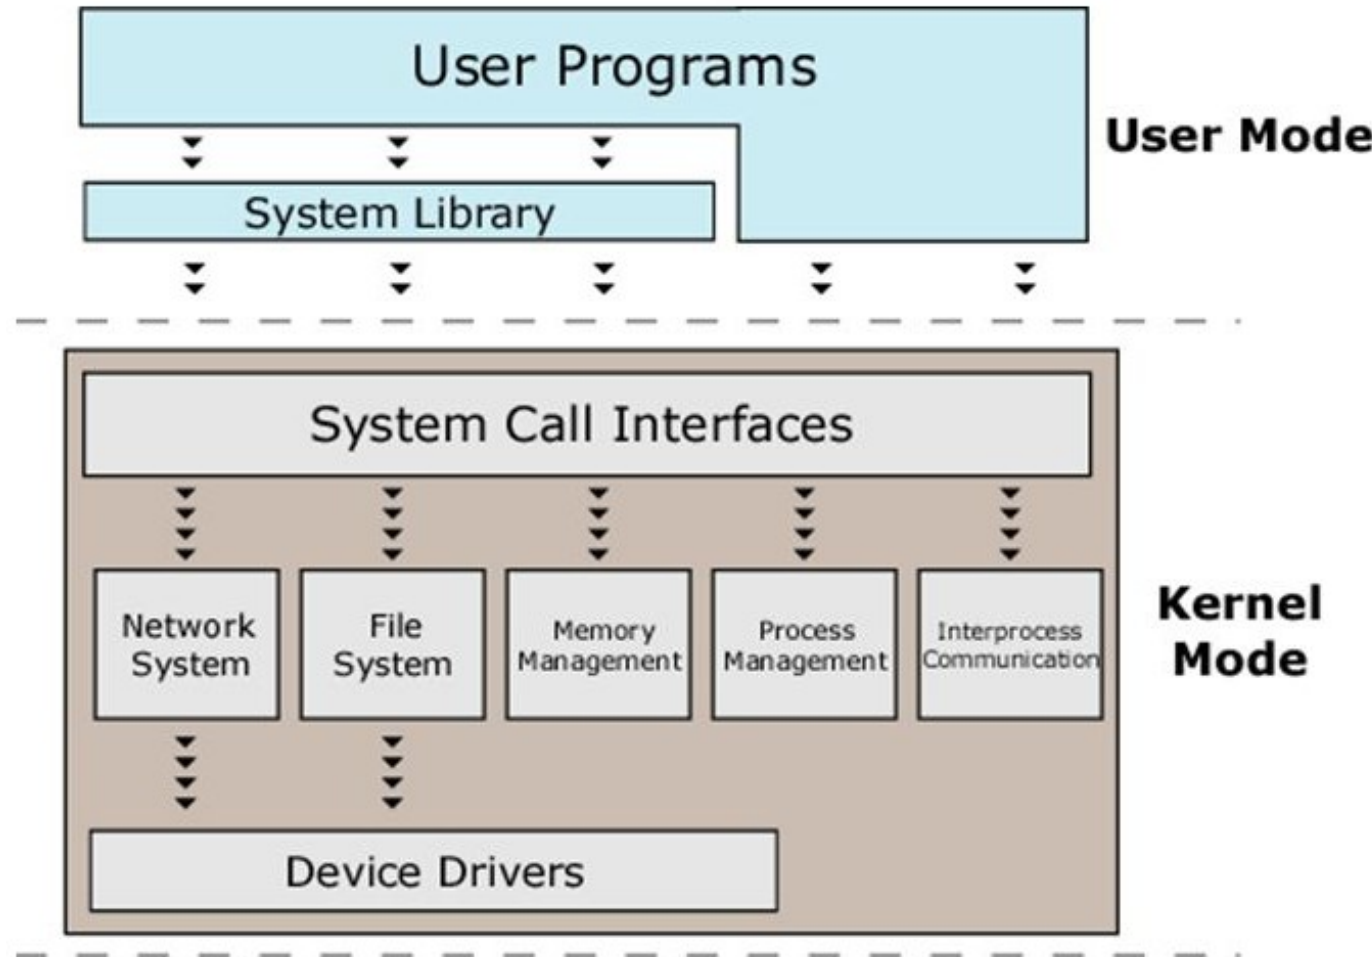 User Programs
User Mode
System Library
System Call Interfaces
Network
System
File
System
Memory
Management
Process
Management
Interprocess
Communication
Kernel
Mode
Device Drivers